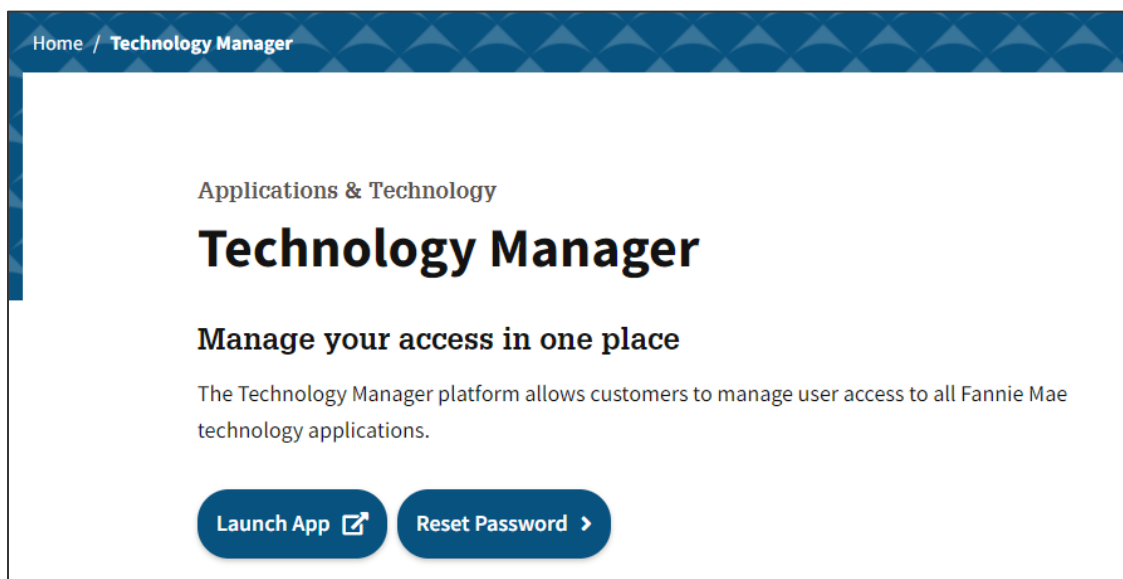 Home / Technology Manager
Applications & Technology
Technology Manager
Manage your access in one place
The Technology Manager platform allows customers to manage user access to all Fannie Mae
technology applications.
Launch App Reset Password